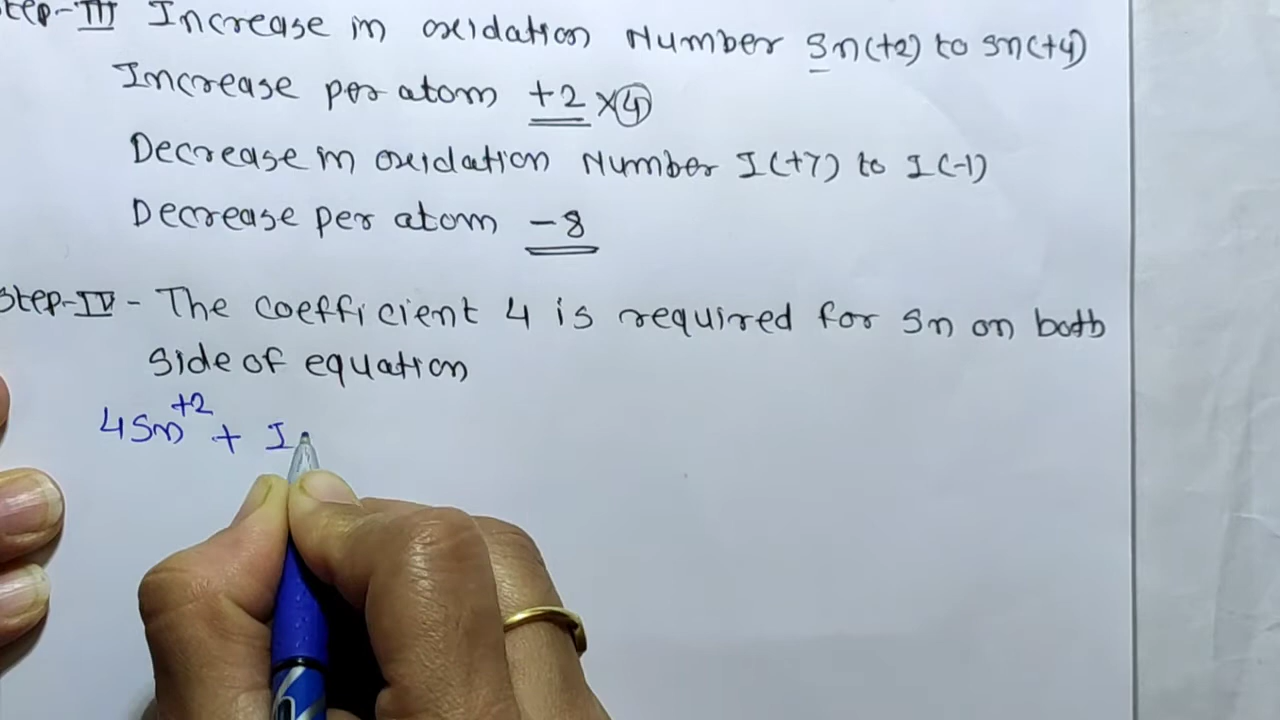 Step-III Increase in oxidation Number Sn(+2) to Sn(+4)
Increase per atom +2 ×④
Decrease in oxidation Number I(+7) to I(-1)
Decrease per atom -8
Step-IV - The coefficient 4 is required for Sn on both
side of equation
4Sn⁺² + I